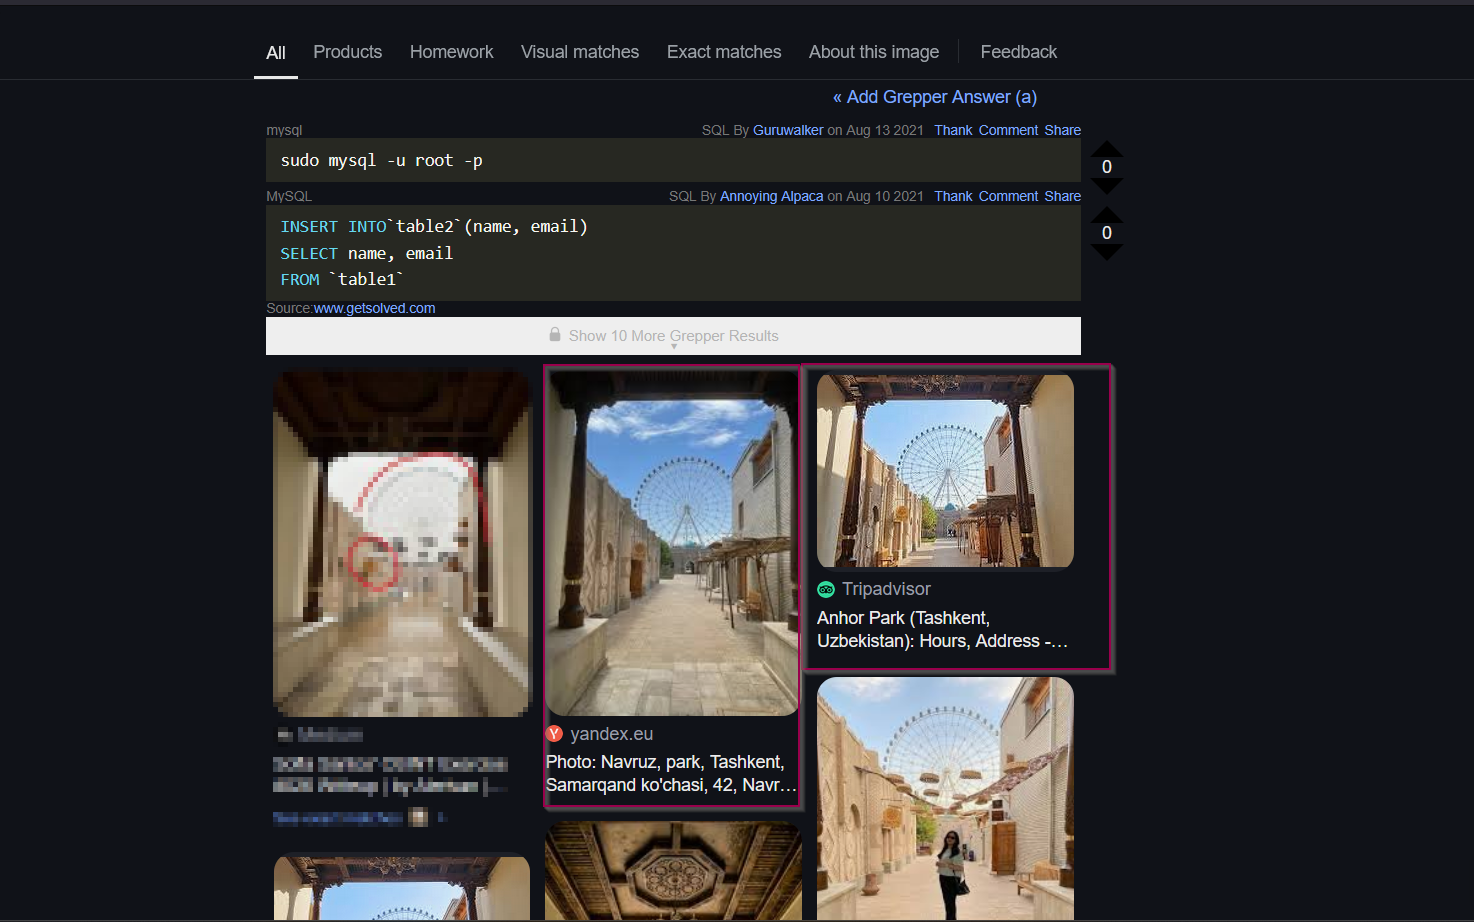 All Products Homework Visual matches Exact matches About this image Feedback
« Add Grepper Answer (a)
mysql SQL By Guruwalker on Aug 13 2021 Thank Comment Share
sudo mysql -u root -p
0
MySQL SQL By Annoying Alpaca on Aug 10 2021 Thank Comment Share
INSERT INTO`table2`(name, email)
0
SELECT name, email
FROM `table1`
Source:www.getsolved.com
Show 10 More Grepper Results
yandex.eu
Photo: Navruz, park, Tashkent,
Samarqand ko'chasi, 42, Navr…
Tripadvisor
Anhor Park (Tashkent,
Uzbekistan): Hours, Address -…